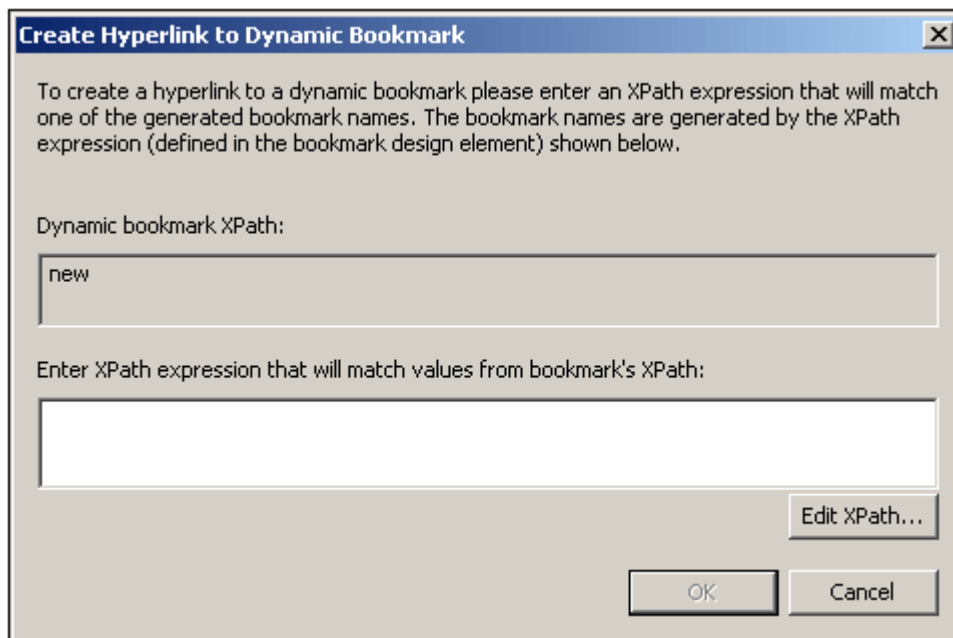 Create Hyperlink to Dynamic Bookmark
To create a hyperlink to a dynamic bookmark please enter an XPath expression that will match
one of the generated bookmark names. The bookmark names are generated by the XPath
expression (defined in the bookmark design element) shown below.
Dynamic bookmark XPath:
new
Enter XPath expression that will match values from bookmark's XPath:
Edit XPath...
OK
Cancel